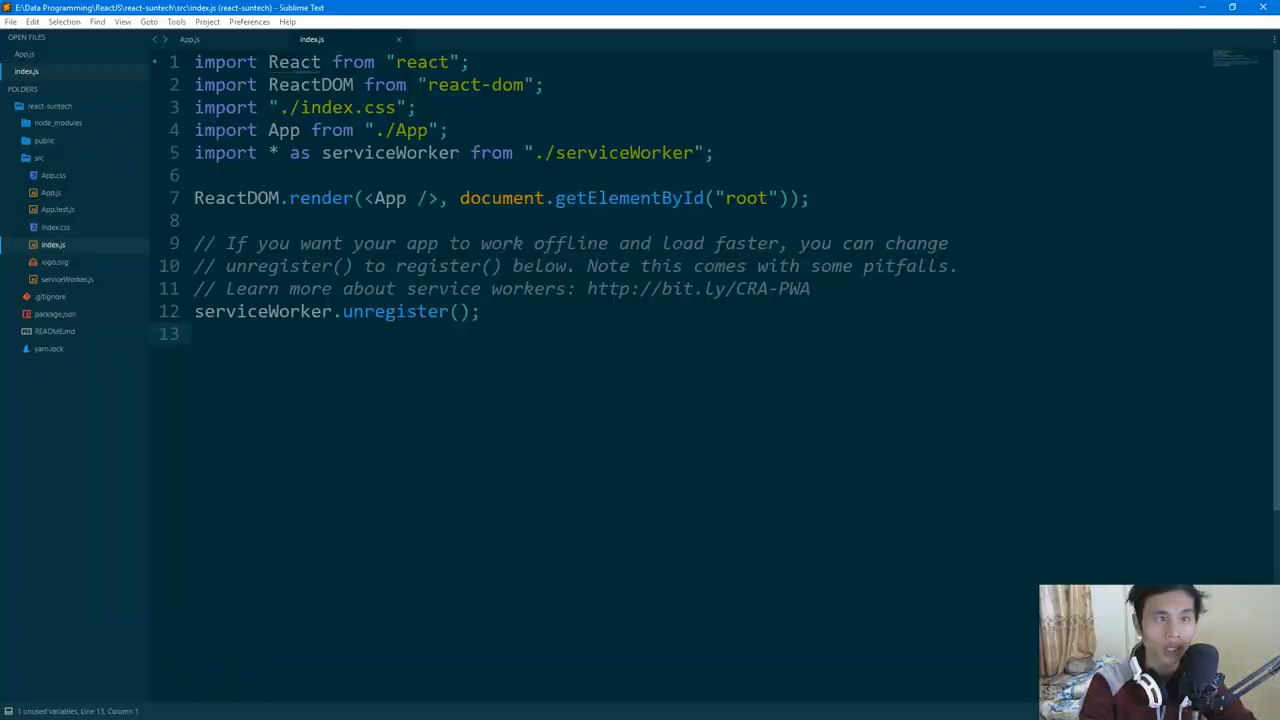 E:\Data Programming\ReactJS\react-suntech\src\index.js (react-suntech) - Sublime Text
File Edit Selection Find View Goto Tools Project Preferences Help
OPEN FILES
App.js
index.js
FOLDERS
react-suntech
node_modules
public
src
App.css
App.js
App.test.js
index.css
index.js
logo.svg
serviceWorker.js
.gitignore
package.json
README.md
yarn.lock
App.js index.js
1 import React from "react";
2 import ReactDOM from "react-dom";
3 import "./index.css";
4 import App from "./App";
5 import * as serviceWorker from "./serviceWorker";
6
7 ReactDOM.render(<App />, document.getElementById("root"));
8
9 // If you want your app to work offline and load faster, you can change
10 // unregister() to register() below. Note this comes with some pitfalls.
11 // Learn more about service workers: http://bit.ly/CRA-PWA
12 serviceWorker.unregister();
13
1 unused variables, Line 13, Column 1